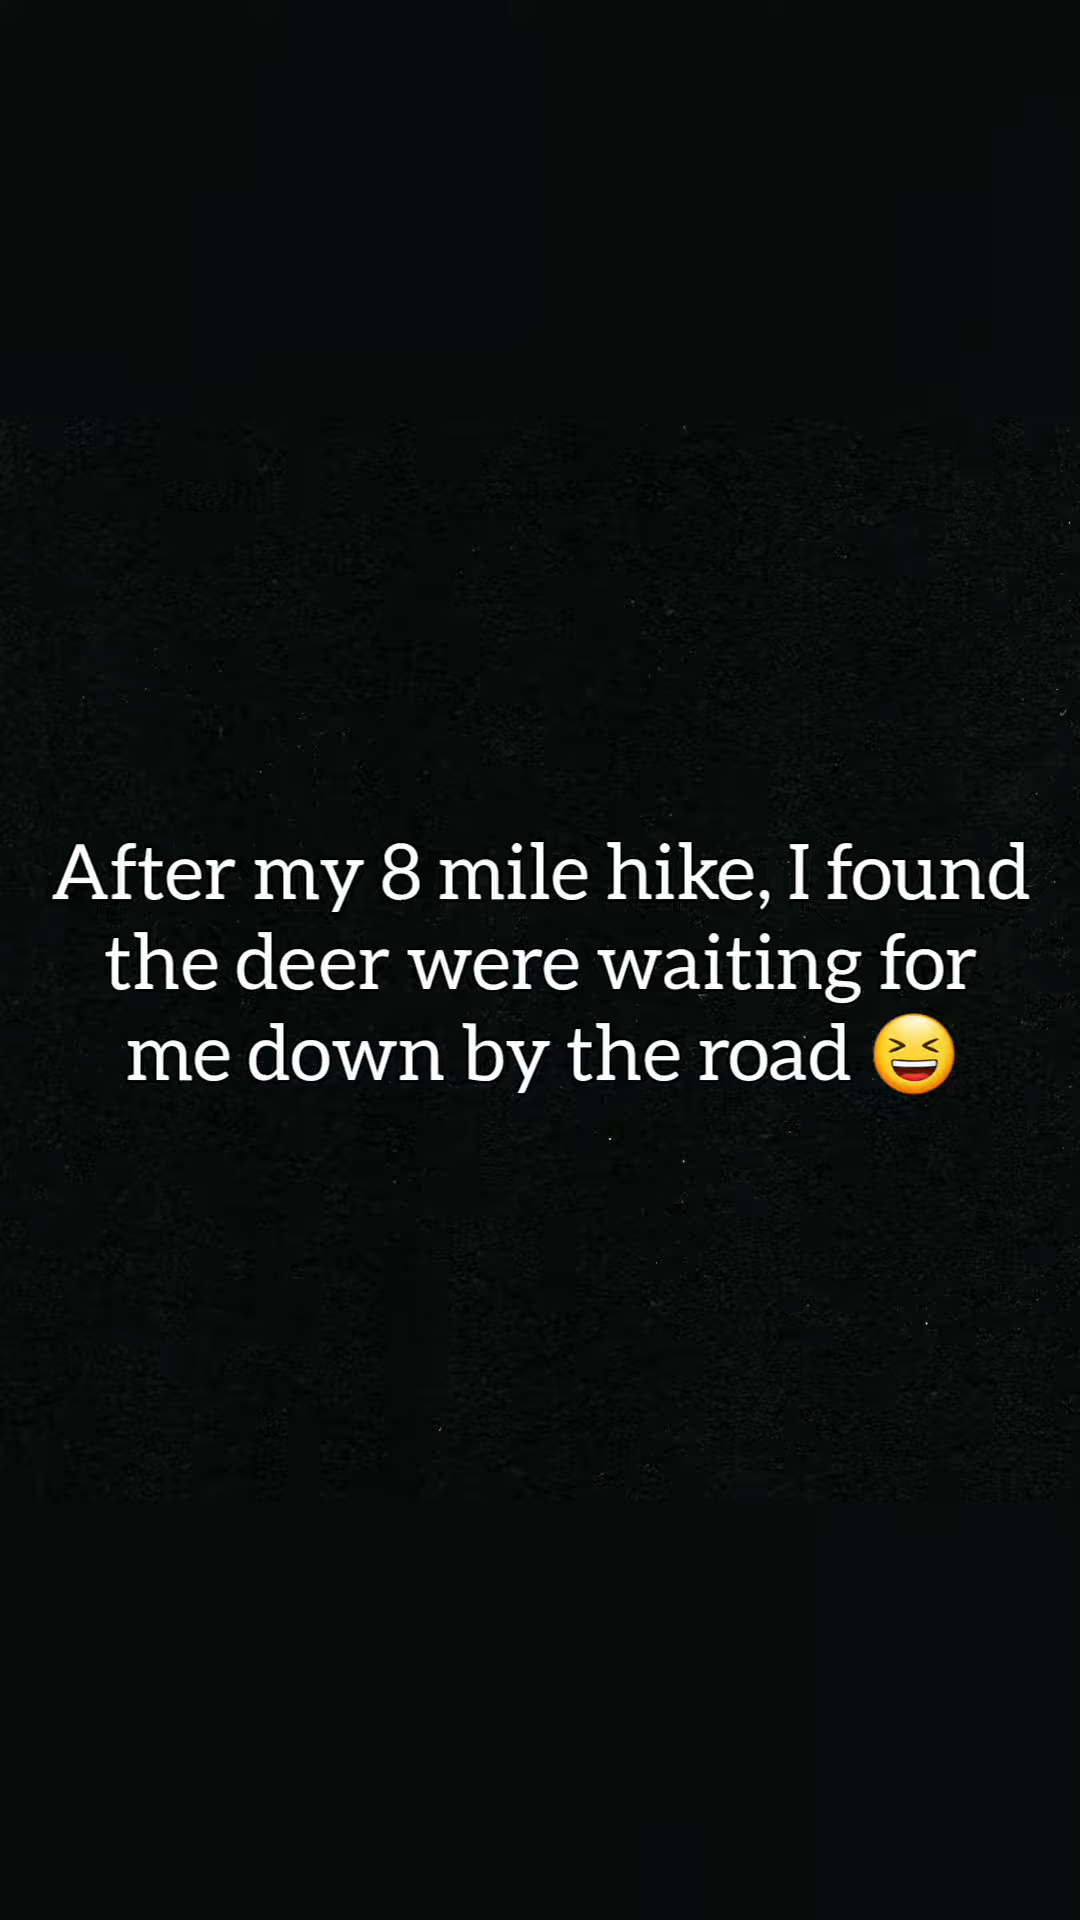 After my 8 mile hike, I found
the deer were waiting for
me down by the road 😆